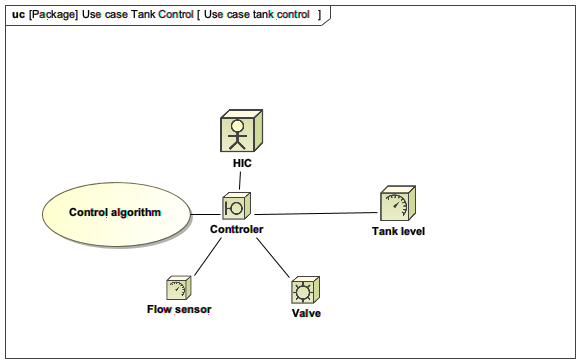 uc [Package] Use case Tank Control [ Use case tank control ]
HIC
Control algorithm
Conttroler
Tank level
Flow sensor
Valve